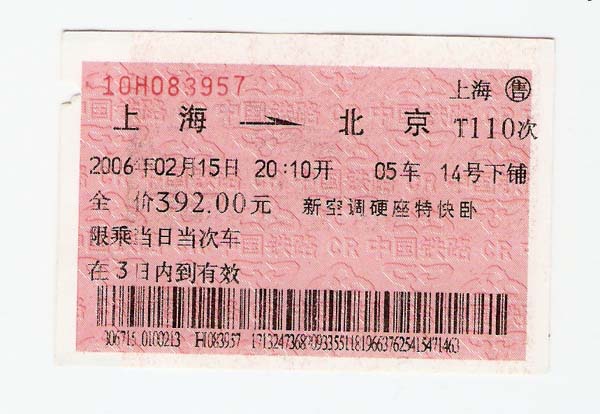 10H083957
上海 ㊝售
上海 → 北京 T110次
2006年02月15日 20:10开 05车 14号下铺
全价392.00元 新空调硬座特快卧
限乘当日当次车
在3日内到有效